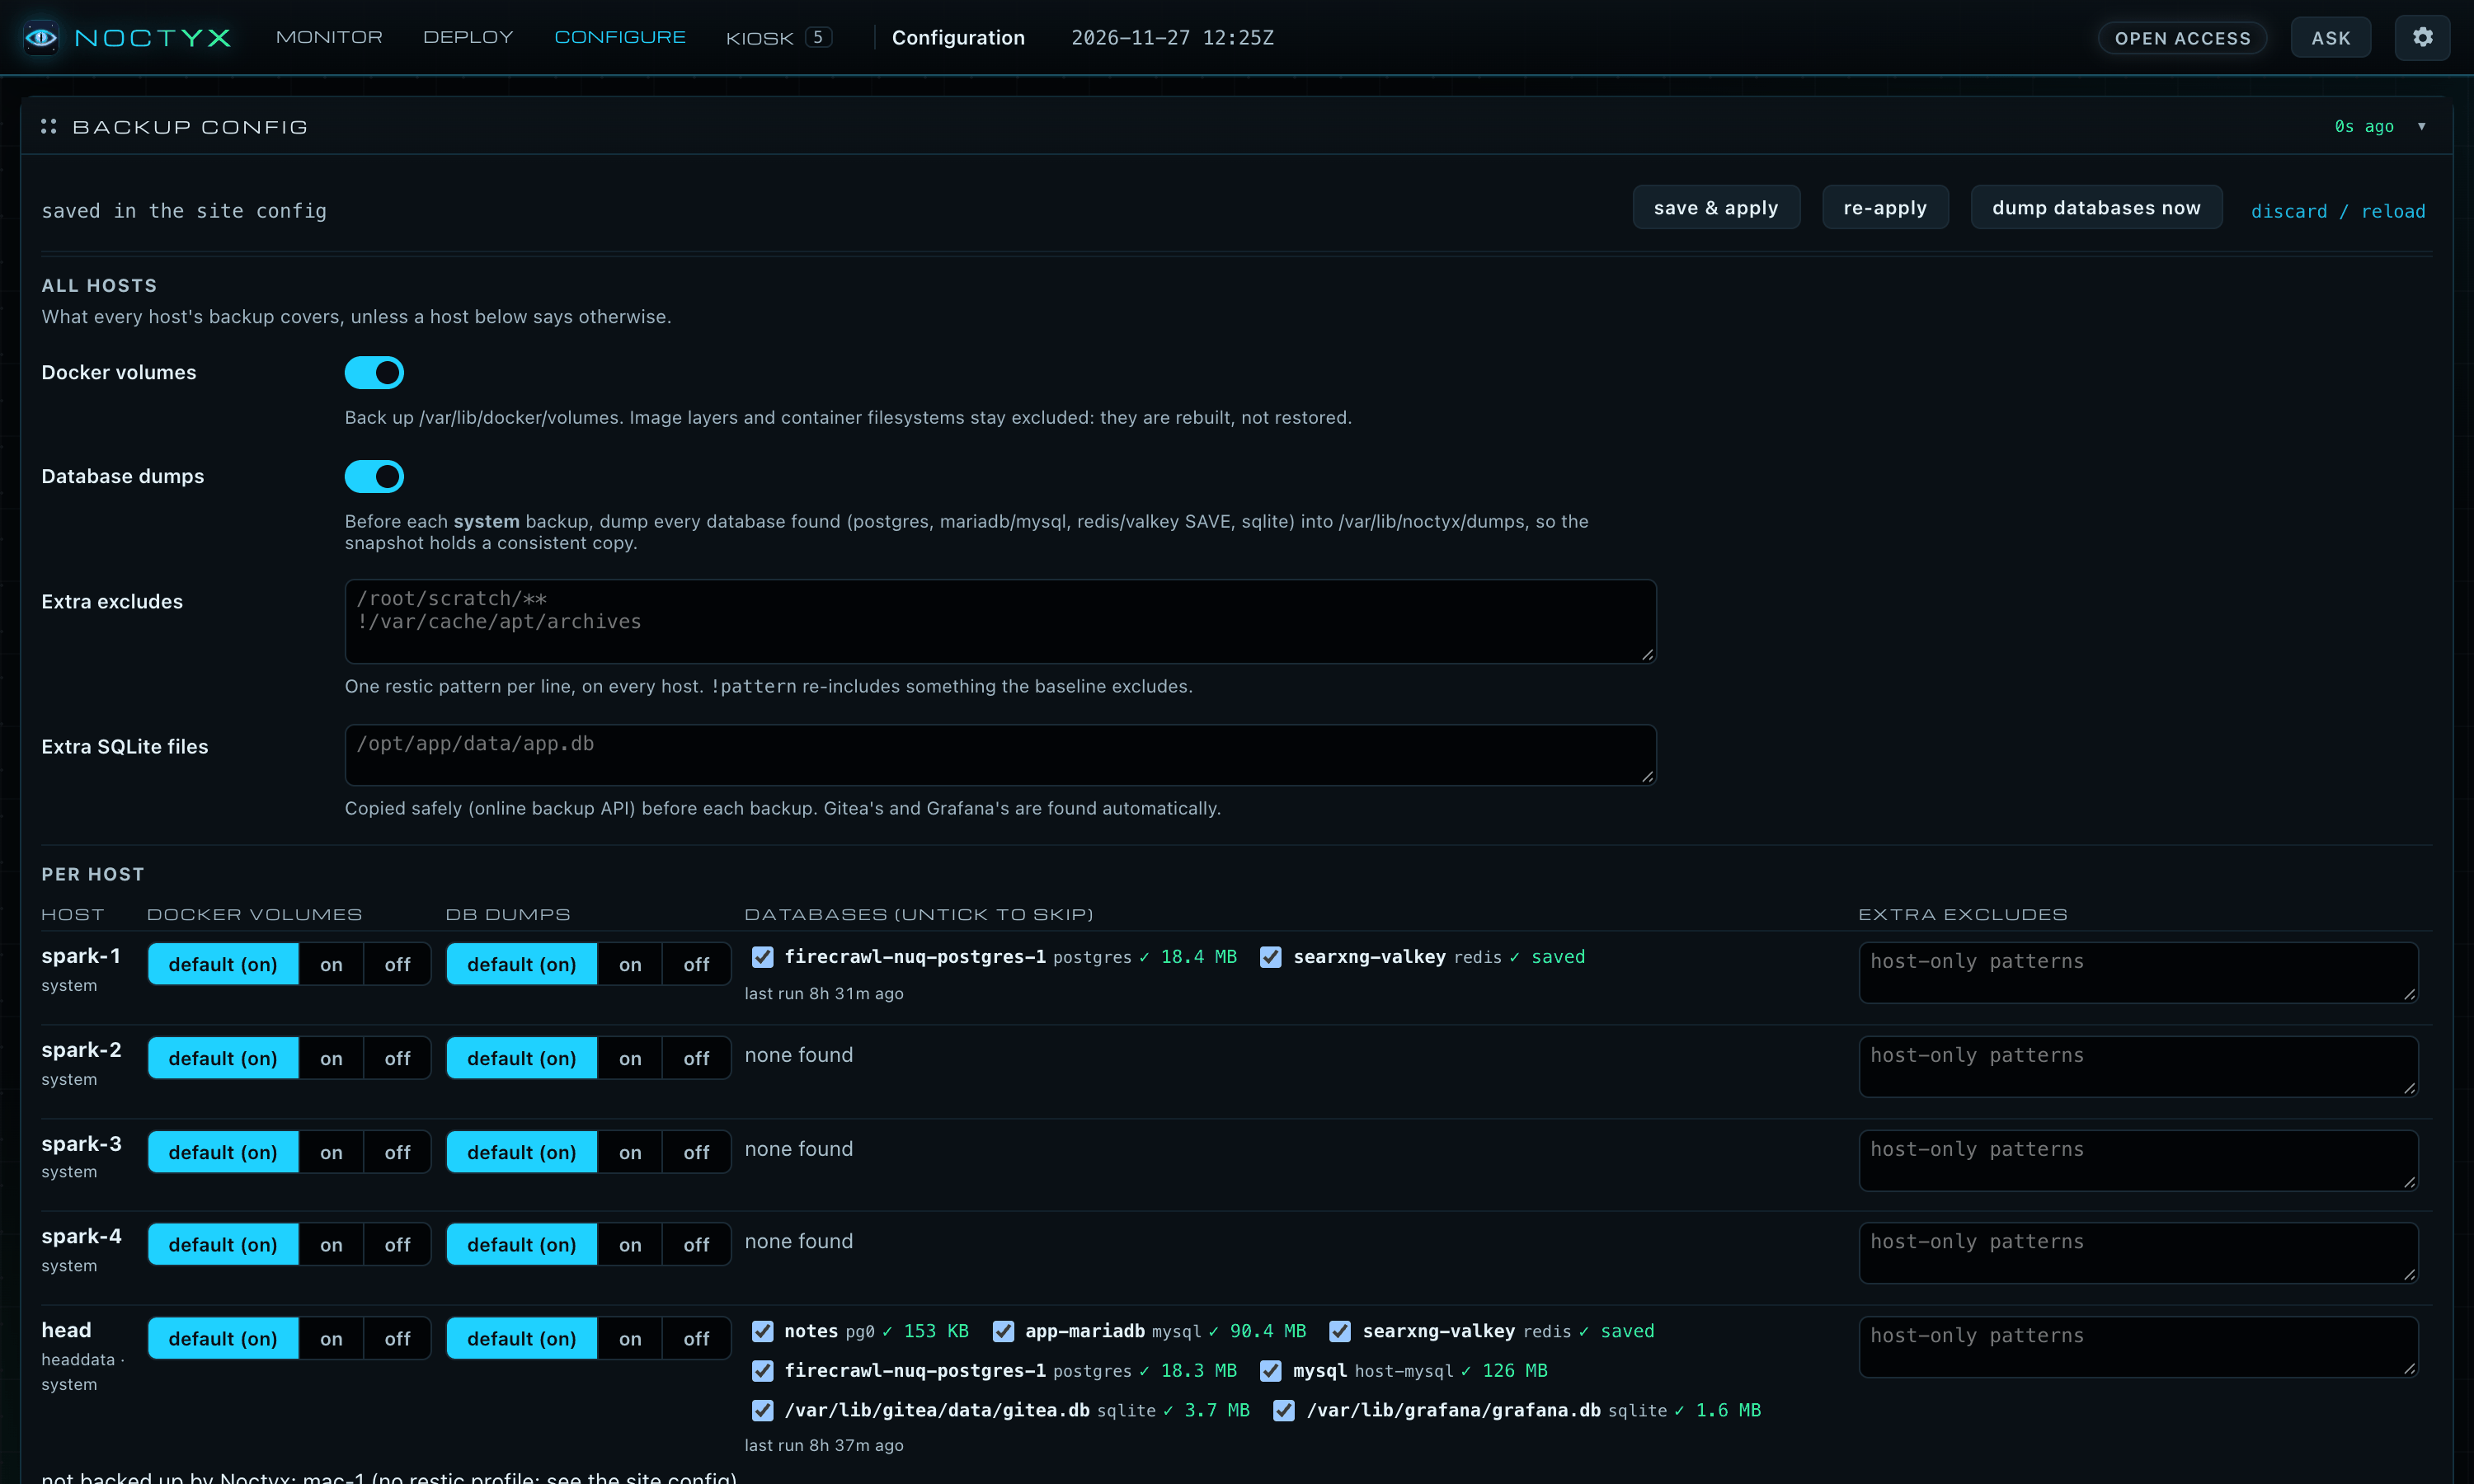 NOCTYX MONITOR DEPLOY CONFIGURE KIOSK 5 Configuration 2026-11-27 12:25Z OPEN ACCESS ASK
BACKUP CONFIG 0s ago
saved in the site config save & apply re-apply dump databases now discard / reload
ALL HOSTS
What every host's backup covers, unless a host below says otherwise.
Docker volumes
Back up /var/lib/docker/volumes. Image layers and container filesystems stay excluded: they are rebuilt, not restored.
Database dumps
Before each system backup, dump every database found (postgres, mariadb/mysql, redis/valkey SAVE, sqlite) into /var/lib/noctyx/dumps, so the
snapshot holds a consistent copy.
Extra excludes
/root/scratch/**
!/var/cache/apt/archives
One restic pattern per line, on every host. !pattern re-includes something the baseline excludes.
Extra SQLite files
/opt/app/data/app.db
Copied safely (online backup API) before each backup. Gitea's and Grafana's are found automatically.
PER HOST
HOST DOCKER VOLUMES DB DUMPS DATABASES (UNTICK TO SKIP) EXTRA EXCLUDES
spark-1 default (on) on off default (on) on off firecrawl-nuq-postgres-1 postgres ✓ 18.4 MB searxng-valkey redis ✓ saved host-only patterns
system last run 8h 31m ago
spark-2 default (on) on off default (on) on off none found host-only patterns
system
spark-3 default (on) on off default (on) on off none found host-only patterns
system
spark-4 default (on) on off default (on) on off none found host-only patterns
system
head default (on) on off default (on) on off notes pg0 ✓ 153 KB app-mariadb mysql ✓ 90.4 MB searxng-valkey redis ✓ saved host-only patterns
headdata · firecrawl-nuq-postgres-1 postgres ✓ 18.3 MB mysql host-mysql ✓ 126 MB
system /var/lib/gitea/data/gitea.db sqlite ✓ 3.7 MB /var/lib/grafana/grafana.db sqlite ✓ 1.6 MB
last run 8h 37m ago
not backed up by Noctyx: mac-1 (no restic profile: see the site config)